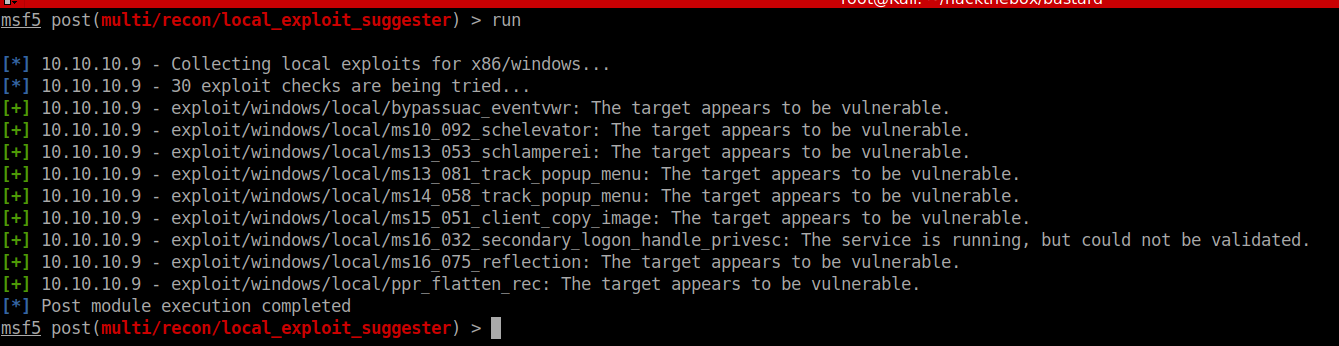 root@Kali: ~/hackthebox/bastard
msf5 post(multi/recon/local_exploit_suggester) > run
[*] 10.10.10.9 - Collecting local exploits for x86/windows...
[*] 10.10.10.9 - 30 exploit checks are being tried...
[+] 10.10.10.9 - exploit/windows/local/bypassuac_eventvwr: The target appears to be vulnerable.
[+] 10.10.10.9 - exploit/windows/local/ms10_092_schelevator: The target appears to be vulnerable.
[+] 10.10.10.9 - exploit/windows/local/ms13_053_schlamperei: The target appears to be vulnerable.
[+] 10.10.10.9 - exploit/windows/local/ms13_081_track_popup_menu: The target appears to be vulnerable.
[+] 10.10.10.9 - exploit/windows/local/ms14_058_track_popup_menu: The target appears to be vulnerable.
[+] 10.10.10.9 - exploit/windows/local/ms15_051_client_copy_image: The target appears to be vulnerable.
[+] 10.10.10.9 - exploit/windows/local/ms16_032_secondary_logon_handle_privesc: The service is running, but could not be validated.
[+] 10.10.10.9 - exploit/windows/local/ms16_075_reflection: The target appears to be vulnerable.
[+] 10.10.10.9 - exploit/windows/local/ppr_flatten_rec: The target appears to be vulnerable.
[*] Post module execution completed
msf5 post(multi/recon/local_exploit_suggester) >